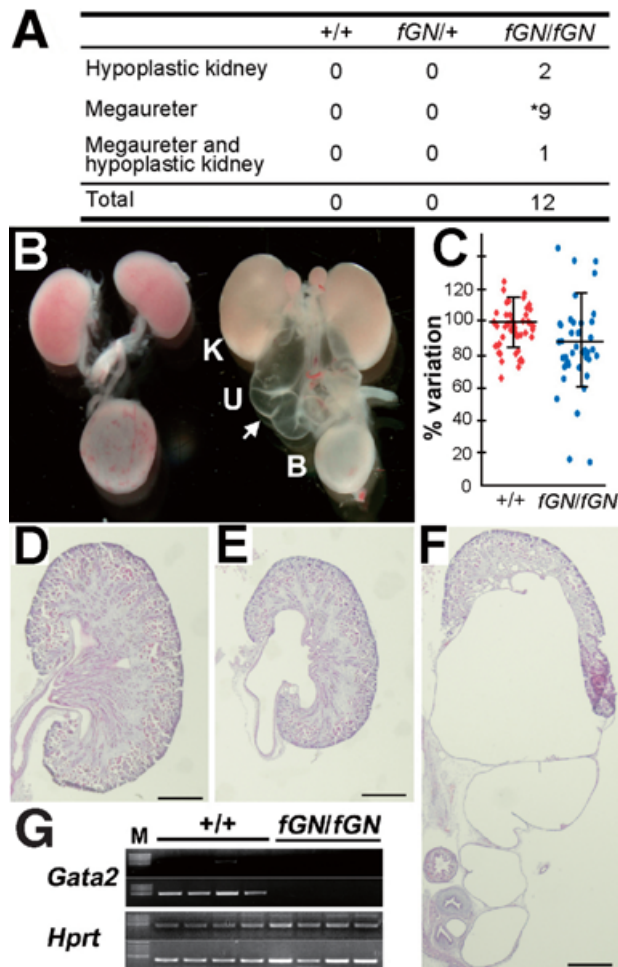 A
+/+ fGN/+ fGN/fGN
Hypoplastic kidney 0 0 2
Megaureter 0 0 *9
Megaureter and
hypoplastic kidney 0 0 1
Total 0 0 12
B
K
U
B
C
% variation
120
100
80
60
40
20
0
+/+ fGN/fGN
D
E
F
G
M +/+ fGN/fGN
Gata2
Hprt